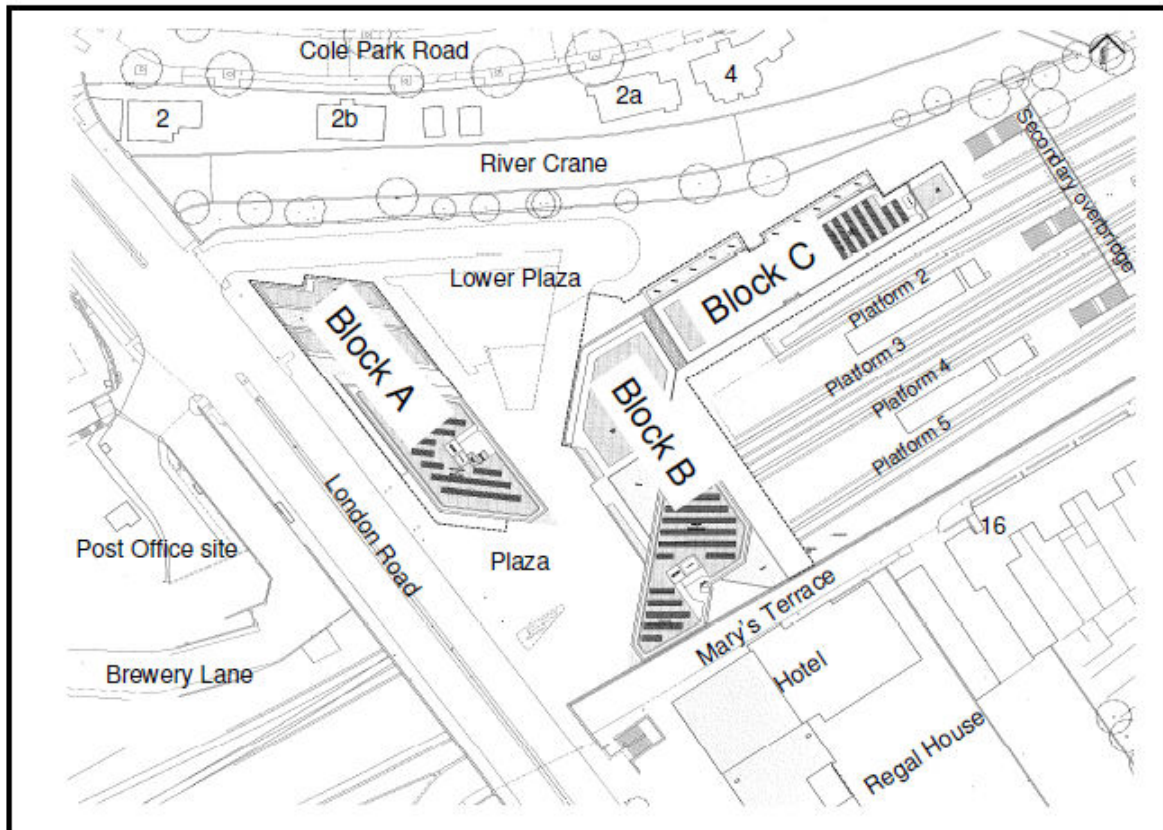 Cole Park Road
2
2b
2a
4
River Crane
Secondary overbridge
Lower Plaza
Block A
Block B
Block C
Platform 2
Platform 3
Platform 4
Platform 5
16
London Road
Post Office site
Plaza
Mary's Terrace
Brewery Lane
Hotel
Regal House